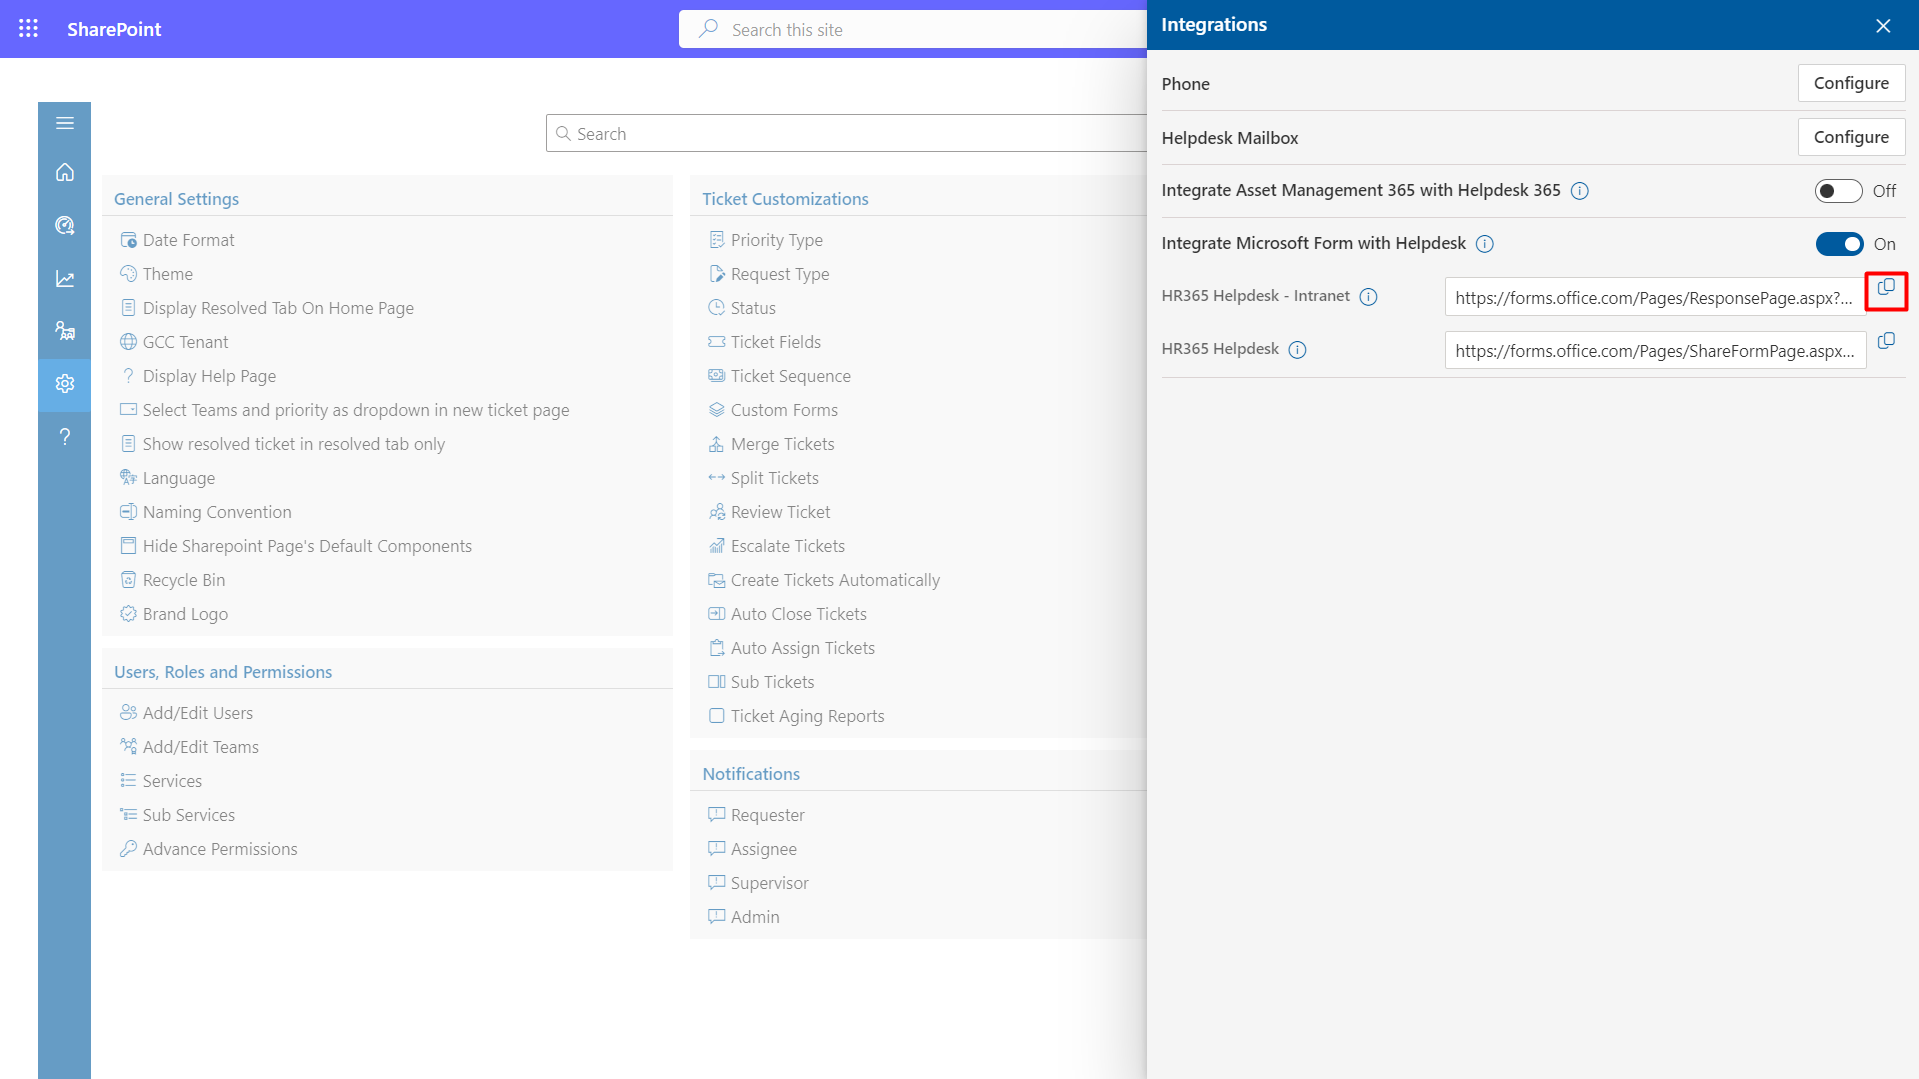 SharePoint
Search this site
Search
General Settings
Date Format
Theme
Display Resolved Tab On Home Page
GCC Tenant
Display Help Page
Select Teams and priority as dropdown in new ticket page
Show resolved ticket in resolved tab only
Language
Naming Convention
Hide Sharepoint Page's Default Components
Recycle Bin
Brand Logo
Users, Roles and Permissions
Add/Edit Users
Add/Edit Teams
Services
Sub Services
Advance Permissions
Ticket Customizations
Priority Type
Request Type
Status
Ticket Fields
Ticket Sequence
Custom Forms
Merge Tickets
Split Tickets
Review Ticket
Escalate Tickets
Create Tickets Automatically
Auto Close Tickets
Auto Assign Tickets
Sub Tickets
Ticket Aging Reports
Notifications
Requester
Assignee
Supervisor
Admin
Integrations
Phone
Configure
Helpdesk Mailbox
Configure
Integrate Asset Management 365 with Helpdesk 365
Off
Integrate Microsoft Form with Helpdesk
On
HR365 Helpdesk - Intranet
https://forms.office.com/Pages/ResponsePage.aspx?...
HR365 Helpdesk
https://forms.office.com/Pages/ShareFormPage.aspx...